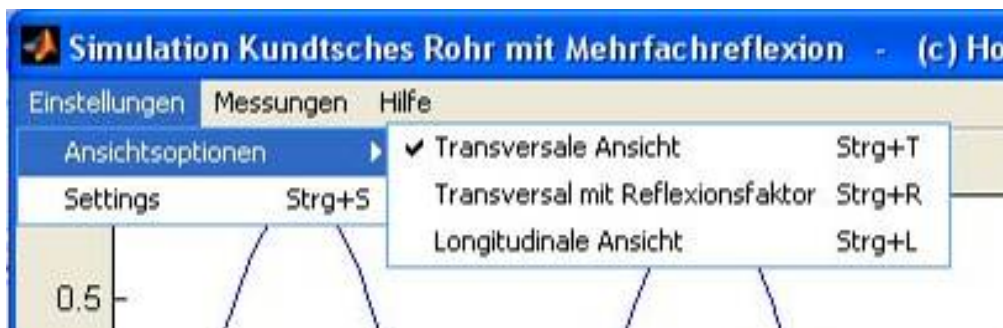 Simulation Kundtsches Rohr mit Mehrfachreflexion - (c) Ho
Einstellungen Messungen Hilfe
Ansichtsoptionen
Settings Strg+S
Transversale Ansicht Strg+T
Transversal mit Reflexionsfaktor Strg+R
Longitudinale Ansicht Strg+L
0.5